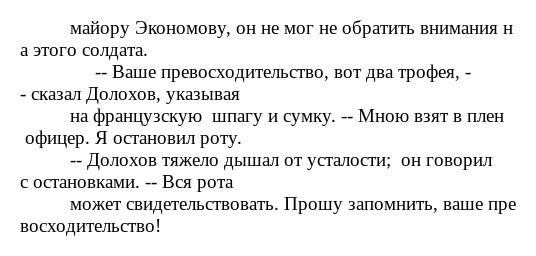 майору Экономову, он не мог не обратить внимания н
а этого солдата.
-- Ваше превосходительство, вот два трофея, -
- сказал Долохов, указывая
на французскую  шпагу и сумку. -- Мною взят в плен
офицер. Я остановил роту.
-- Долохов тяжело дышал от усталости;  он говорил
с остановками. -- Вся рота
может свидетельствовать. Прошу запомнить, ваше пре
восходительство!